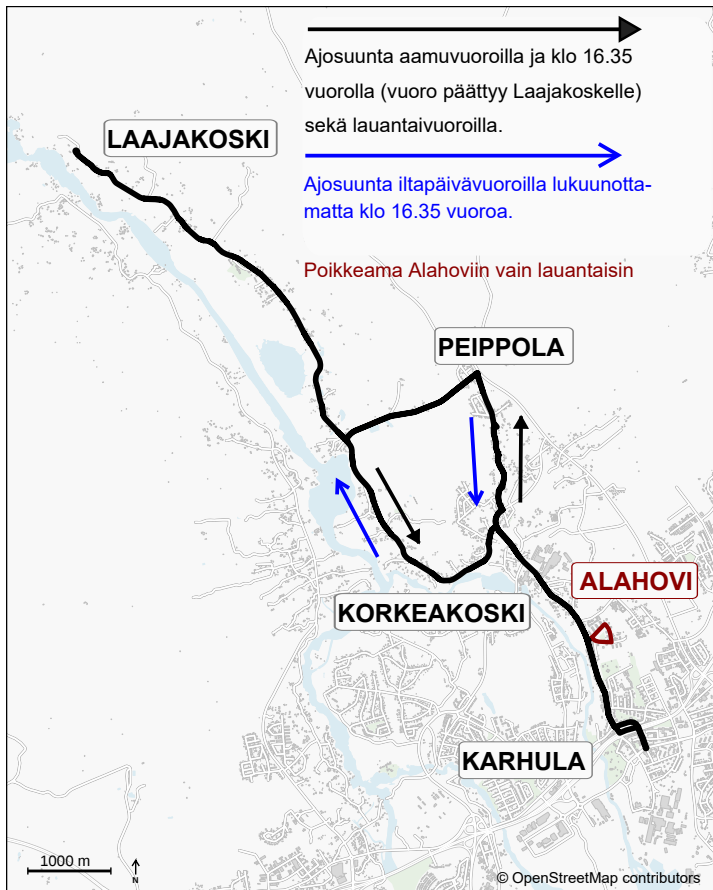 Ajosuunta aamuvuoroilla ja klo 16.35
vuorolla (vuoro päättyy Laajakoskelle)
sekä lauantaivuoroilla.
LAAJAKOSKI
Ajosuunta iltapäivävuoroilla lukuunotta-
matta klo 16.35 vuoroa.
Poikkeama Alahoviin vain lauantaisin
PEIPPOLA
ALAHOVI
KORKEAKOSKI
KARHULA
1000 m
N
© OpenStreetMap contributors